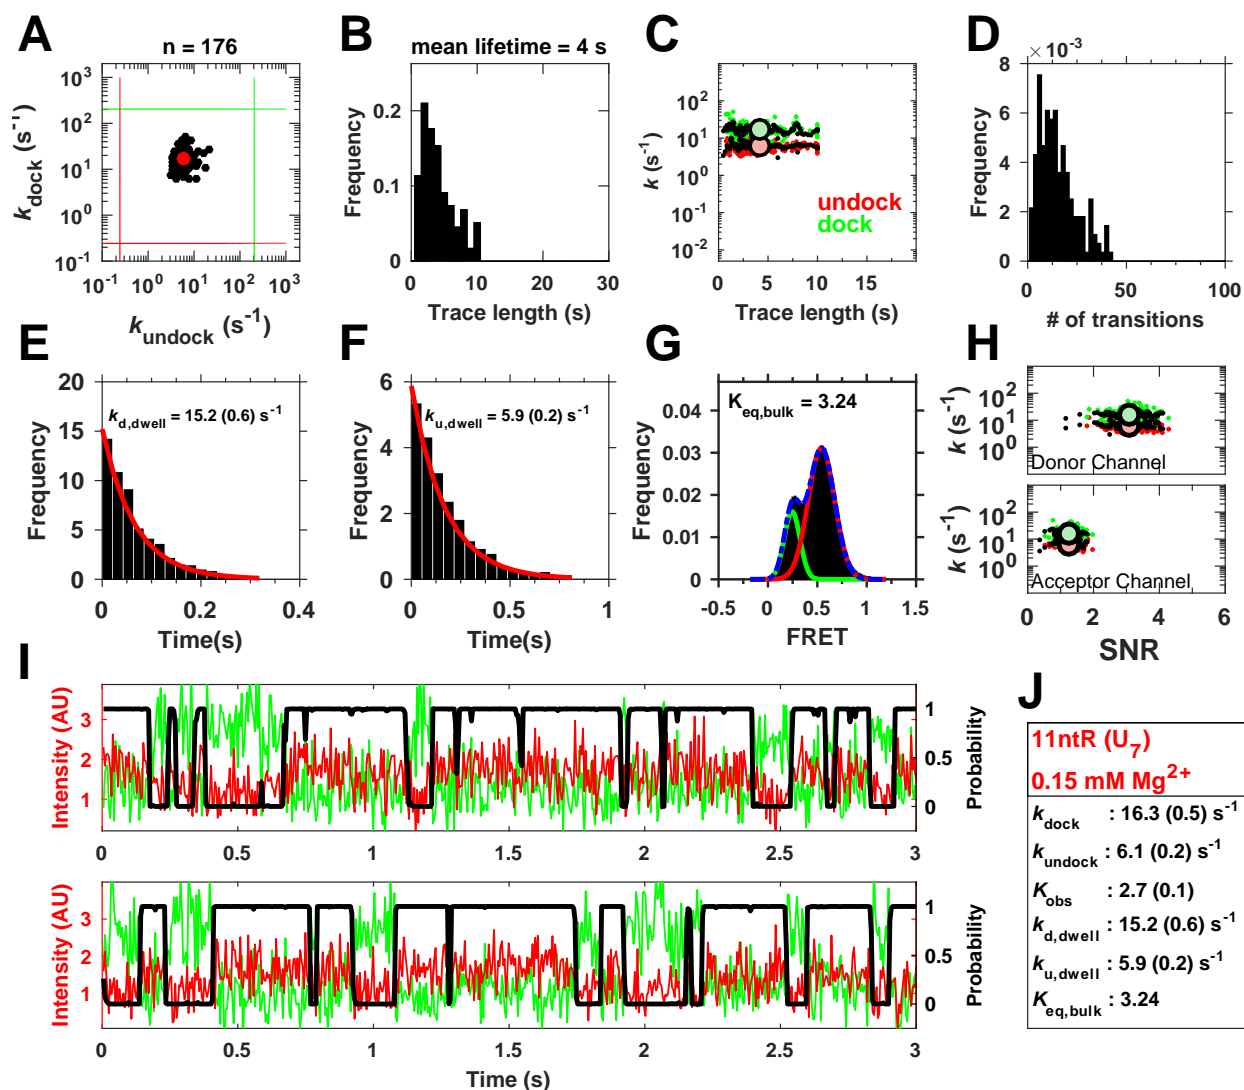 A
n = 176
10^3
10^2
10^1
10^0
10^-1
k_dock (s^-1)
10^-1 10^0 10^1 10^2 10^3
k_undock (s^-1)
B
mean lifetime = 4 s
0.2
0.1
0
Frequency
0 10 20 30
Trace length (s)
C
10^2
10^1
10^0
10^-1
10^-2
k (s^-1)
undock
dock
0 5 10 15
Trace length (s)
D
×10^-3
8
6
4
2
0
Frequency
0 50 100
# of transitions
E
20
15
10
5
0
Frequency
k_d,dwell = 15.2 (0.6) s^-1
0 0.2 0.4
Time(s)
F
6
4
2
0
Frequency
k_u,dwell = 5.9 (0.2) s^-1
0 0.5 1
Time(s)
G
0.04
0.03
0.02
0.01
0
Frequency
K_eq,bulk = 3.24
-0.5 0 0.5 1 1.5
FRET
H
10^2
10^1
10^0
k (s^-1)
Donor Channel
10^2
10^1
10^0
k (s^-1)
Acceptor Channel
0 2 4 6
SNR
I
Intensity (AU)
3
2
1
1
0.5
0
Probability
0 0.5 1 1.5 2 2.5 3
Intensity (AU)
3
2
1
1
0.5
0
Probability
0 0.5 1 1.5 2 2.5 3
Time (s)
J
11ntR (U_7)
0.15 mM Mg^2+
k_dock : 16.3 (0.5) s^-1
k_undock : 6.1 (0.2) s^-1
K_obs : 2.7 (0.1)
k_d,dwell : 15.2 (0.6) s^-1
k_u,dwell : 5.9 (0.2) s^-1
K_eq,bulk : 3.24